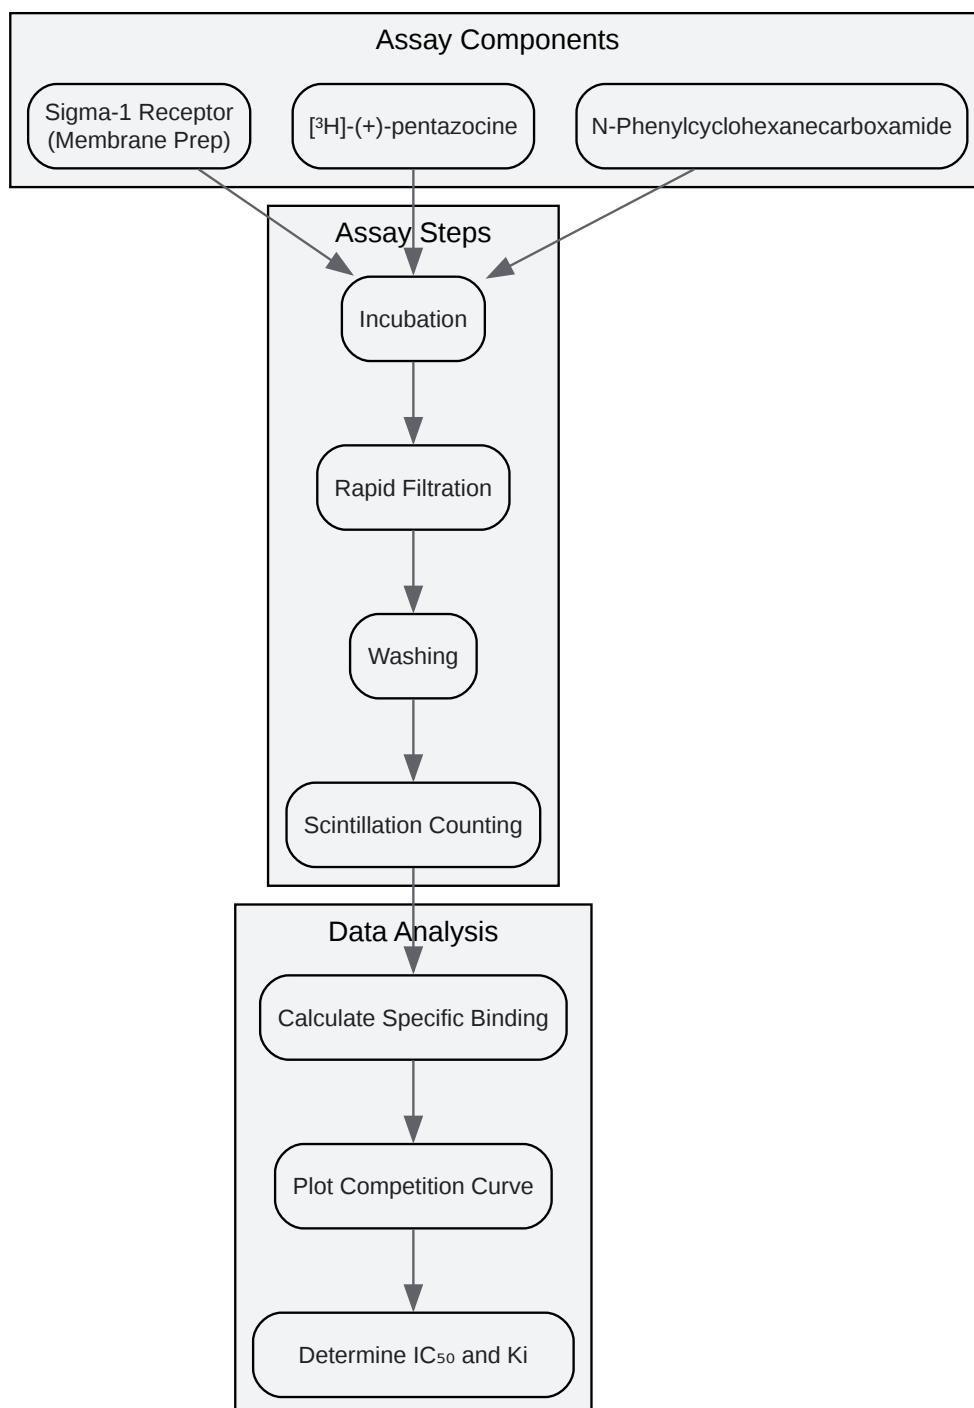 Assay Components
Sigma-1 Receptor
(Membrane Prep)
[³H]-(+)-pentazocine
N-Phenylcyclohexanecarboxamide
Assay Steps
Incubation
Rapid Filtration
Washing
Scintillation Counting
Data Analysis
Calculate Specific Binding
Plot Competition Curve
Determine IC₅₀ and Ki